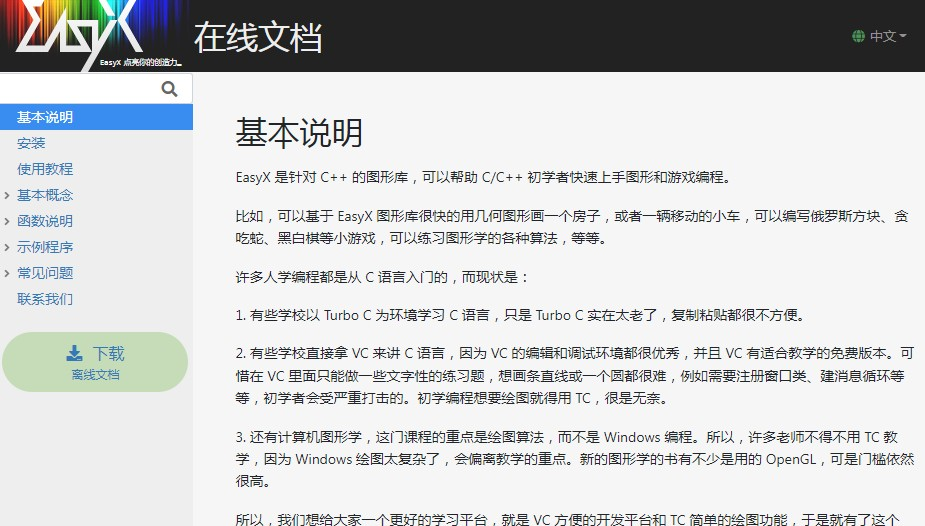 EasyX
EasyX 点亮你的创造力
在线文档
中文
基本说明
安装
使用教程
基本概念
函数说明
示例程序
常见问题
联系我们
下载
离线文档
基本说明
EasyX 是针对 C++ 的图形库，可以帮助 C/C++ 初学者快速上手图形和游戏编程。
比如，可以基于 EasyX 图形库很快的用几何图形画一个房子，或者一辆移动的小车，可以编写俄罗斯方块、贪
吃蛇、黑白棋等小游戏，可以练习图形学的各种算法，等等。
许多人学编程都是从 C 语言入门的，而现状是：
1. 有些学校以 Turbo C 为环境学习 C 语言，只是 Turbo C 实在太老了，复制粘贴都很不方便。
2. 有些学校直接拿 VC 来讲 C 语言，因为 VC 的编辑和调试环境都很优秀，并且 VC 有适合教学的免费版本。可
惜在 VC 里面只能做一些文字性的练习题，想画条直线或一个圆都很难，例如需要注册窗口类、建消息循环等
等，初学者会受严重打击的。初学编程想要绘图就得用 TC，很是无奈。
3. 还有计算机图形学，这门课程的重点是绘图算法，而不是 Windows 编程。所以，许多老师不得不用 TC 教
学，因为 Windows 绘图太复杂了，会偏离教学的重点。新的图形学的书有不少是用的 OpenGL，可是门槛依然
很高。
所以，我们想给大家一个更好的学习平台，就是 VC 方便的开发平台和 TC 简单的绘图功能，于是就有了这个